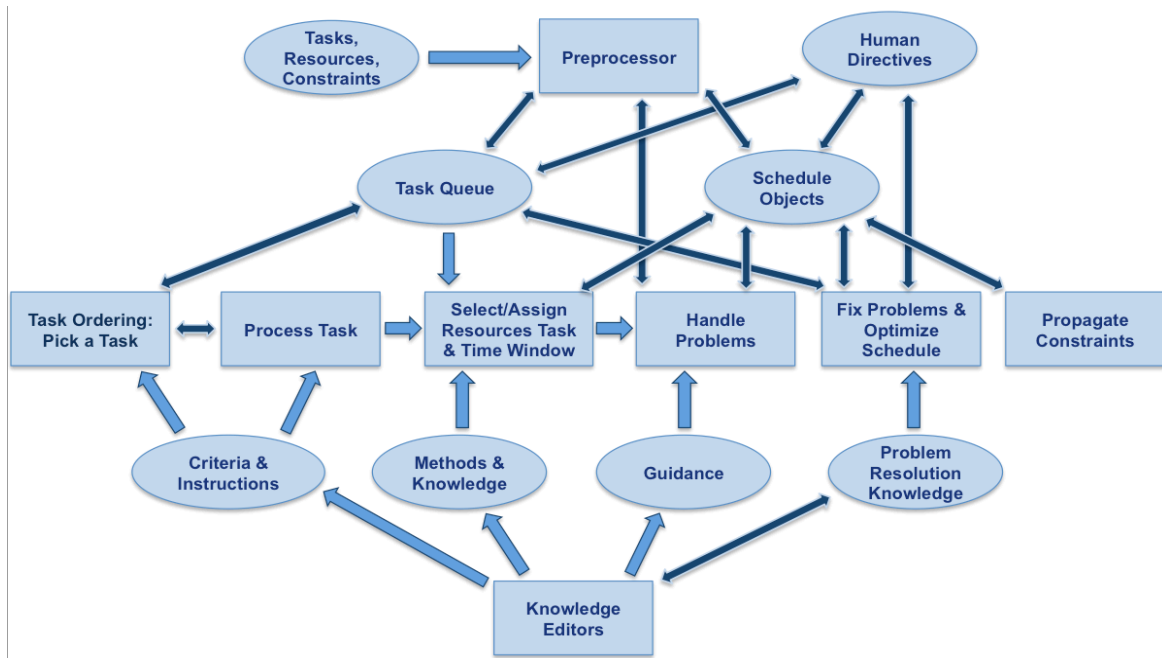 Tasks,
Resources,
Constraints
Preprocessor
Human
Directives
Task Queue
Schedule
Objects
Task Ordering:
Pick a Task
Process Task
Select/Assign
Resources Task
& Time Window
Handle
Problems
Fix Problems &
Optimize
Schedule
Propagate
Constraints
Criteria &
Instructions
Methods &
Knowledge
Guidance
Problem
Resolution
Knowledge
Knowledge
Editors